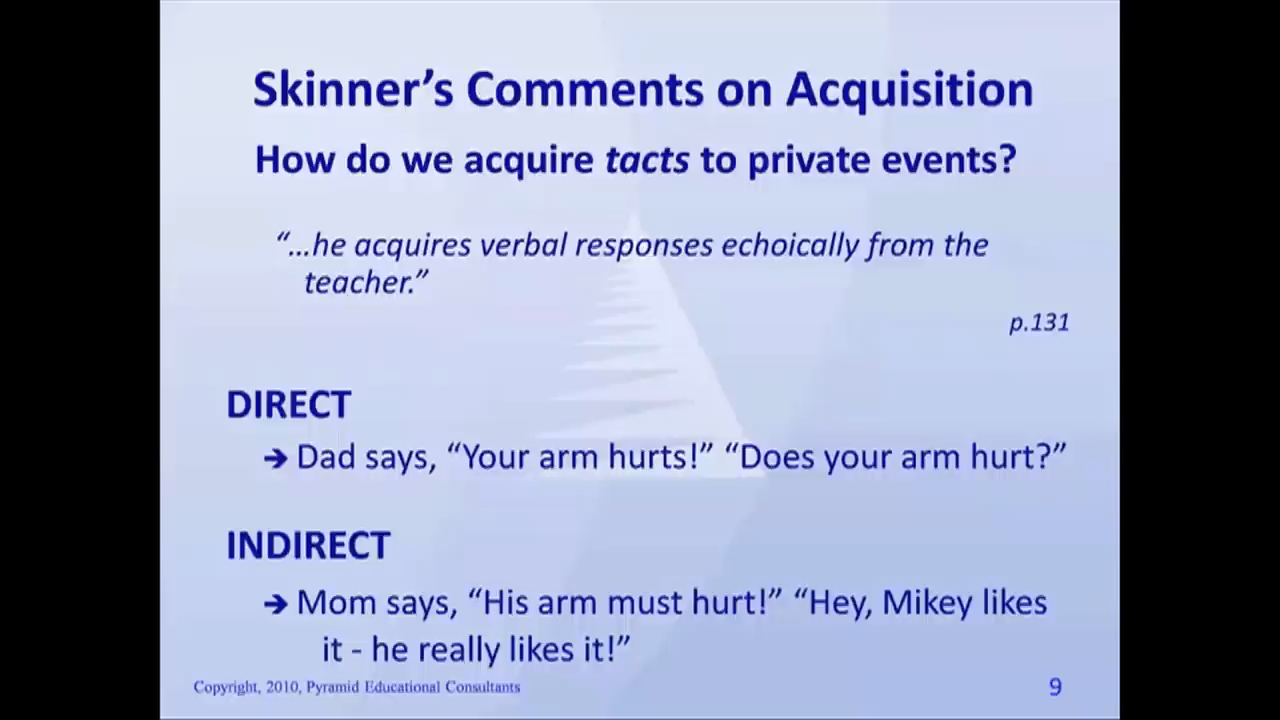 Skinner’s Comments on Acquisition
How do we acquire tacts to private events?
“…he acquires verbal responses echoically from the
teacher.”
p.131
DIRECT
➔ Dad says, “Your arm hurts!” “Does your arm hurt?”
INDIRECT
➔ Mom says, “His arm must hurt!” “Hey, Mikey likes
it - he really likes it!”
Copyright, 2010, Pyramid Educational Consultants
9